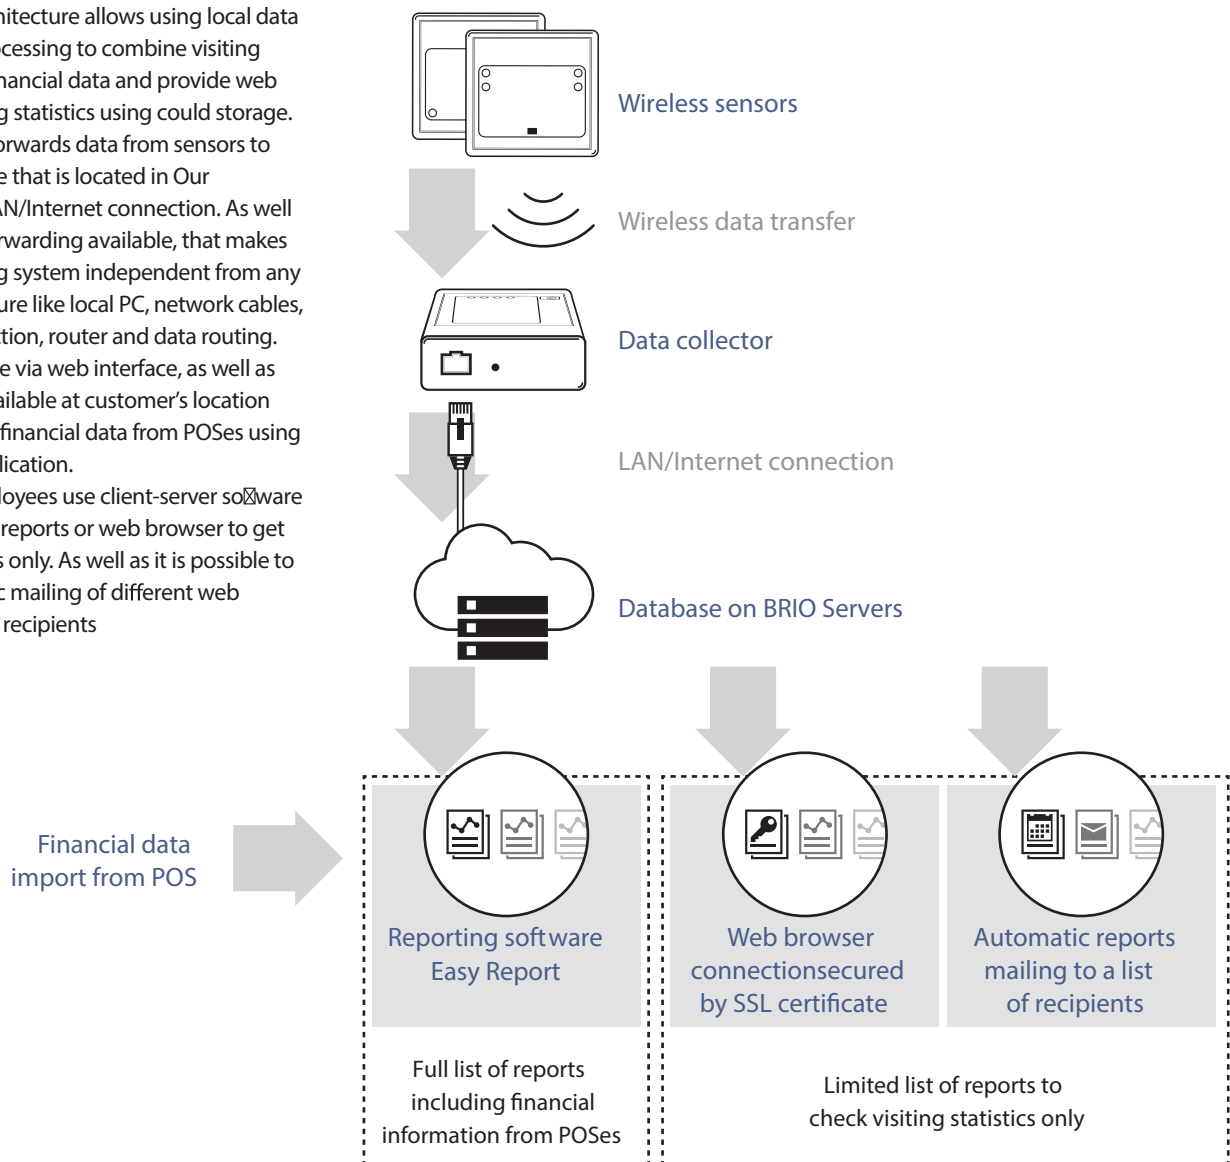 hitecture allows using local data
ocessing to combine visiting
nancial data and provide web
g statistics using could storage.
orwards data from sensors to
e that is located in Our
AN/Internet connection. As well
rwarding available, that makes
g system independent from any
ure like local PC, network cables,
ction, router and data routing.
e via web interface, as well as
ailable at customer's location
financial data from POSes using
lication.
loyees use client-server so☒ware
reports or web browser to get
s only. As well as it is possible to
c mailing of different web
recipients
Wireless sensors
Wireless data transfer
Data collector
LAN/Internet connection
Database on BRIO Servers
Financial data
import from POS
Reporting software
Easy Report
Web browser
connectionsecured
by SSL certificate
Automatic reports
mailing to a list
of recipients
Full list of reports
including financial
information from POSes
Limited list of reports to
check visiting statistics only